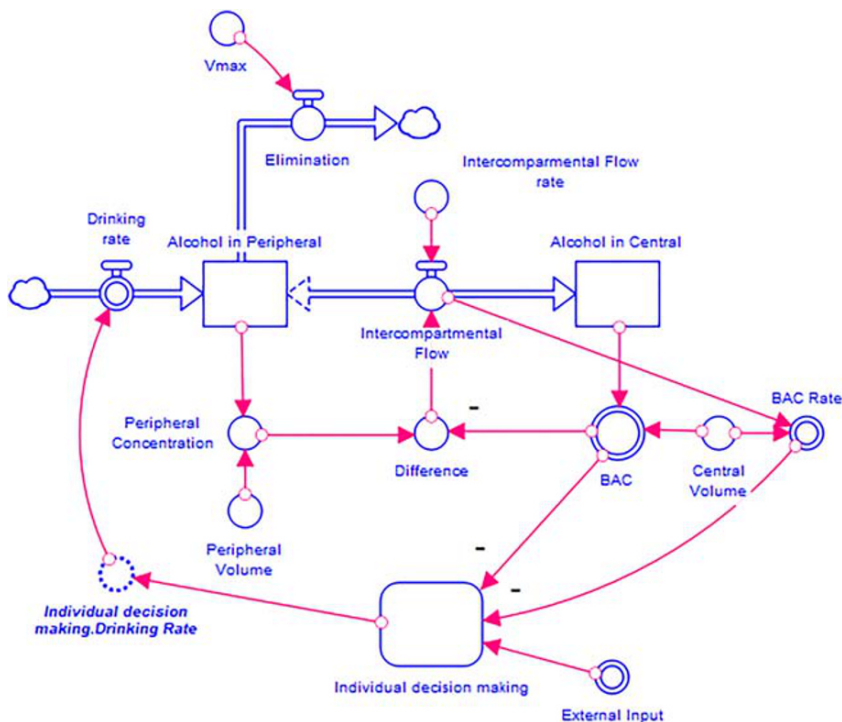 Vmax
Elimination
Intercomparmental Flow
rate
Drinking
rate
Alcohol in Peripheral
Alcohol in Central
Intercompartmental
Flow
-
BAC Rate
Peripheral
Concentration
Difference
BAC
Central
Volume
Peripheral
Volume
-
-
Individual decision
making.Drinking Rate
Individual decision making
External Input